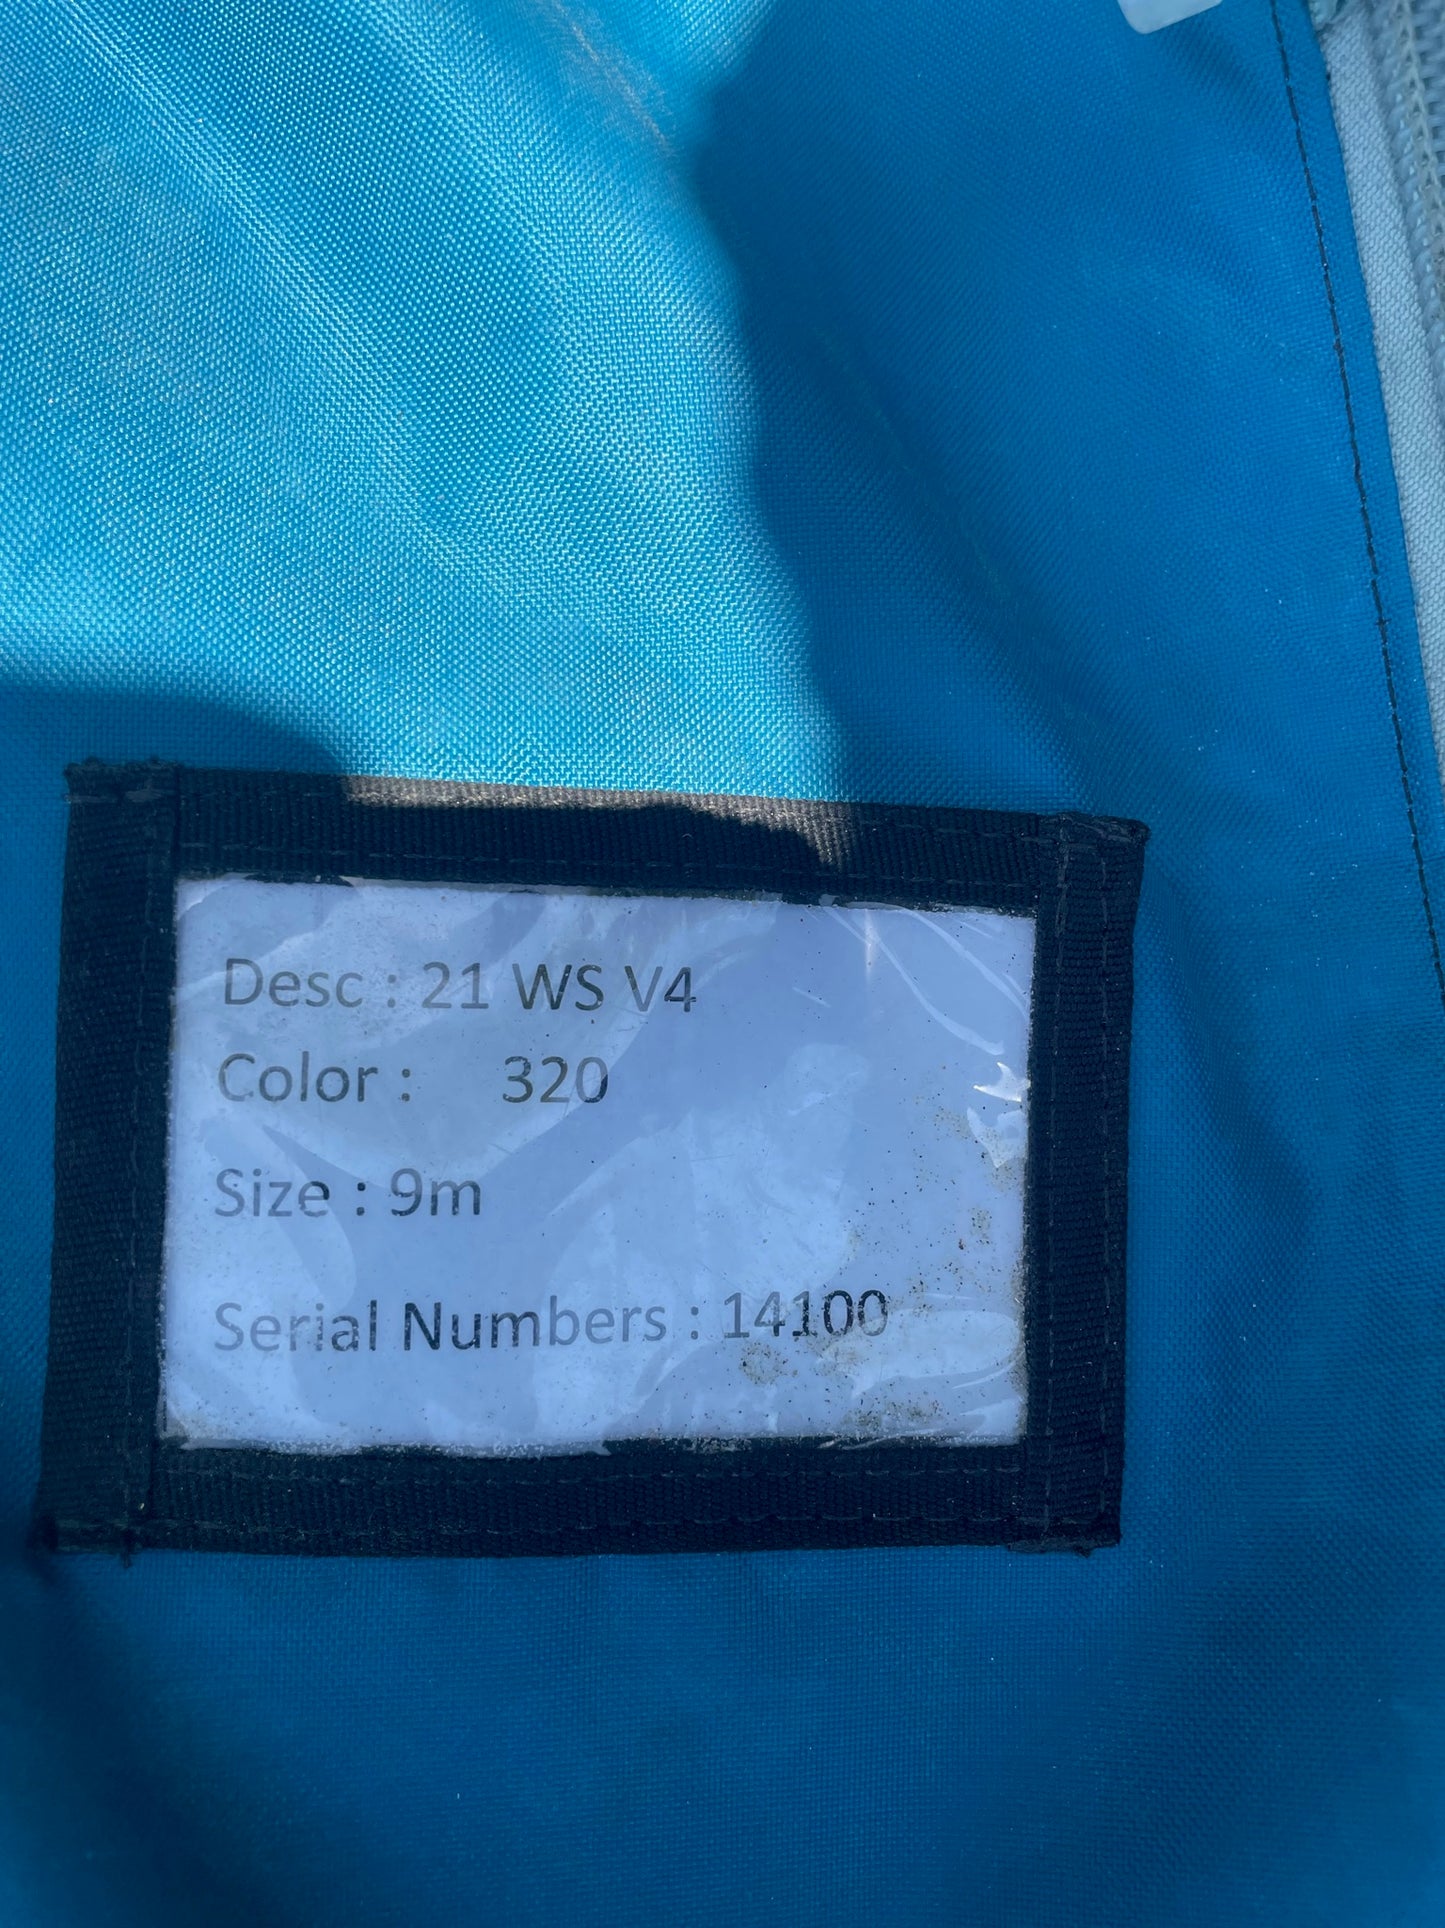 Desc : 21 WS V4
Color : 320
Size : 9m
Serial Numbers : 14100